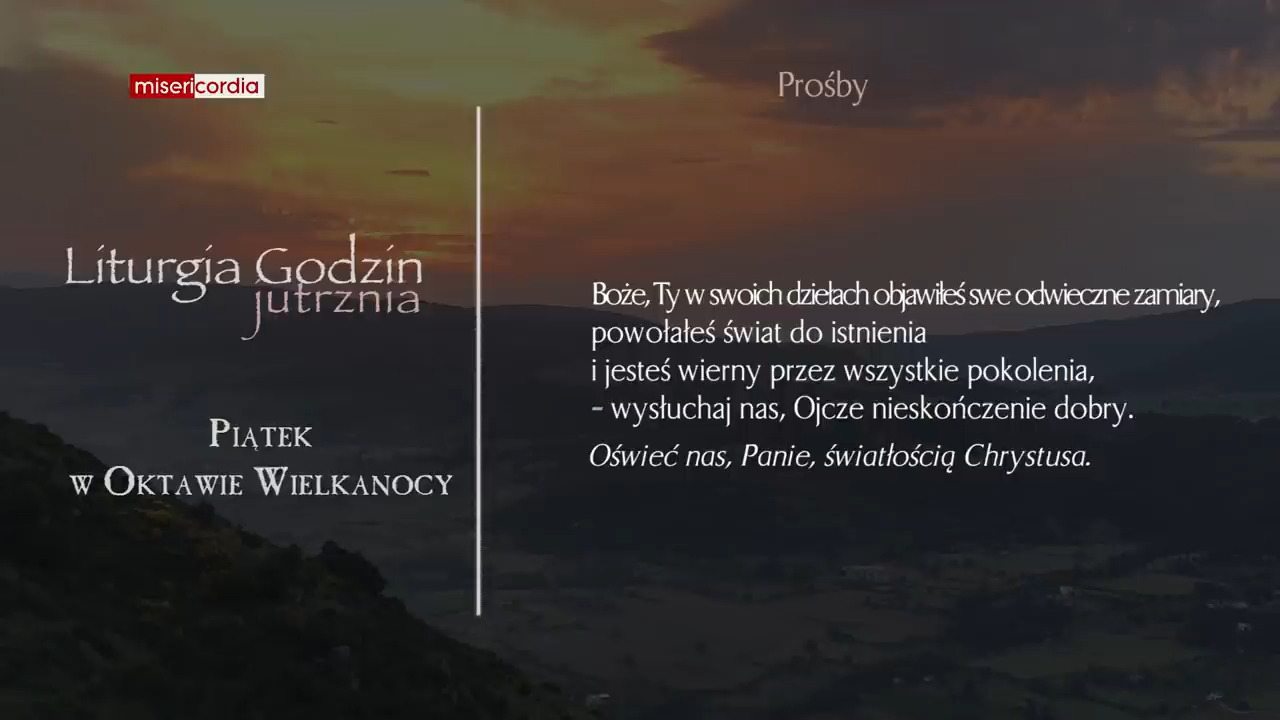 misericordia
Prośby
Liturgia Godzin
jutrznia
Piątek
w Oktawie Wielkanocy
Boże, Ty w swoich dziełach objawiłeś swe odwieczne zamiary,
powołałeś świat do istnienia
i jesteś wierny przez wszystkie pokolenia,
- wysłuchaj nas, Ojcze nieskończenie dobry.
Oświeć nas, Panie, światłością Chrystusa.